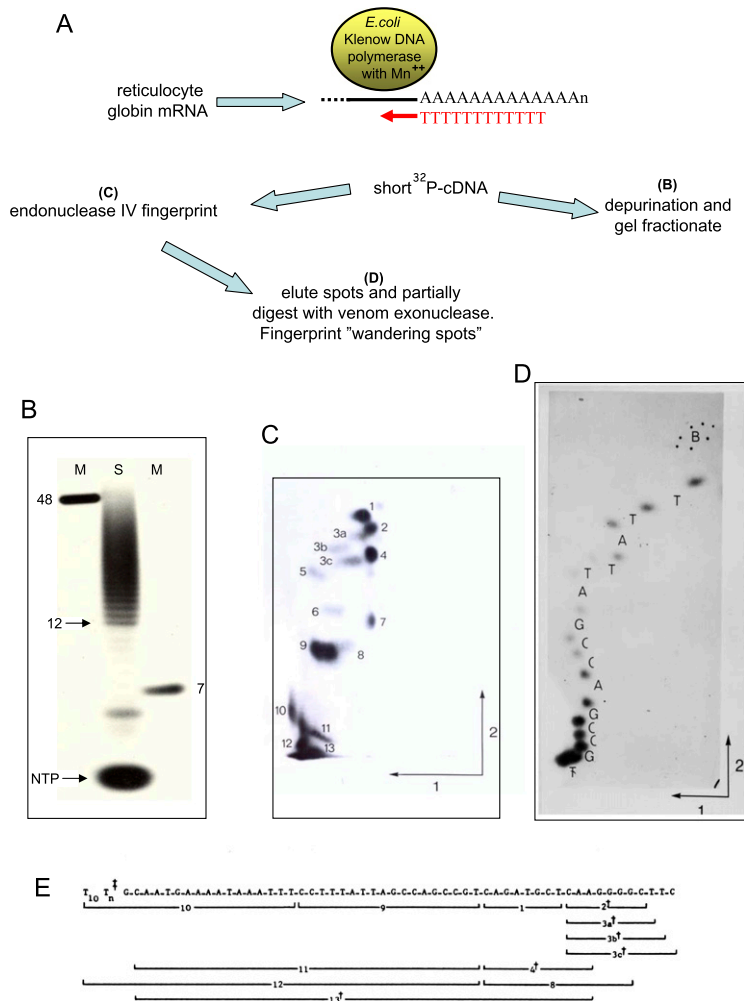 A
E.coli
Klenow DNA
polymerase
with Mn++
reticulocyte
globin mRNA
AAAAAAAAAAAAAn
TTTTTTTTTTTT
(C)
endonuclease IV fingerprint
short 32P-cDNA
(B)
depurination and
gel fractionate
(D)
elute spots and partially
digest with venom exonuclease.
Fingerprint ”wandering spots”
B
M S M
48
12
7
NTP
C
1
2
3a
3b
3c
4
5
6
7
8
9
10
11
12
13
2
1
D
B
T
T
A
T
T
A
G
C
C
A
G
C
C
G
T
2
1
E
T10 Tn‡ G-C-A-A-T-G-A-A-A-A-T-A-A-A-T-T-T-C-C-T-T-T-A-T-T-A-G-C-C-A-G-C-C-G-T-C-A-G-A-T-G-C-T-C-A-A-G-G-G-G-C-T-T-C
10 9 1 2†
3a†
3b†
3c†
11 4†
12 8
13†